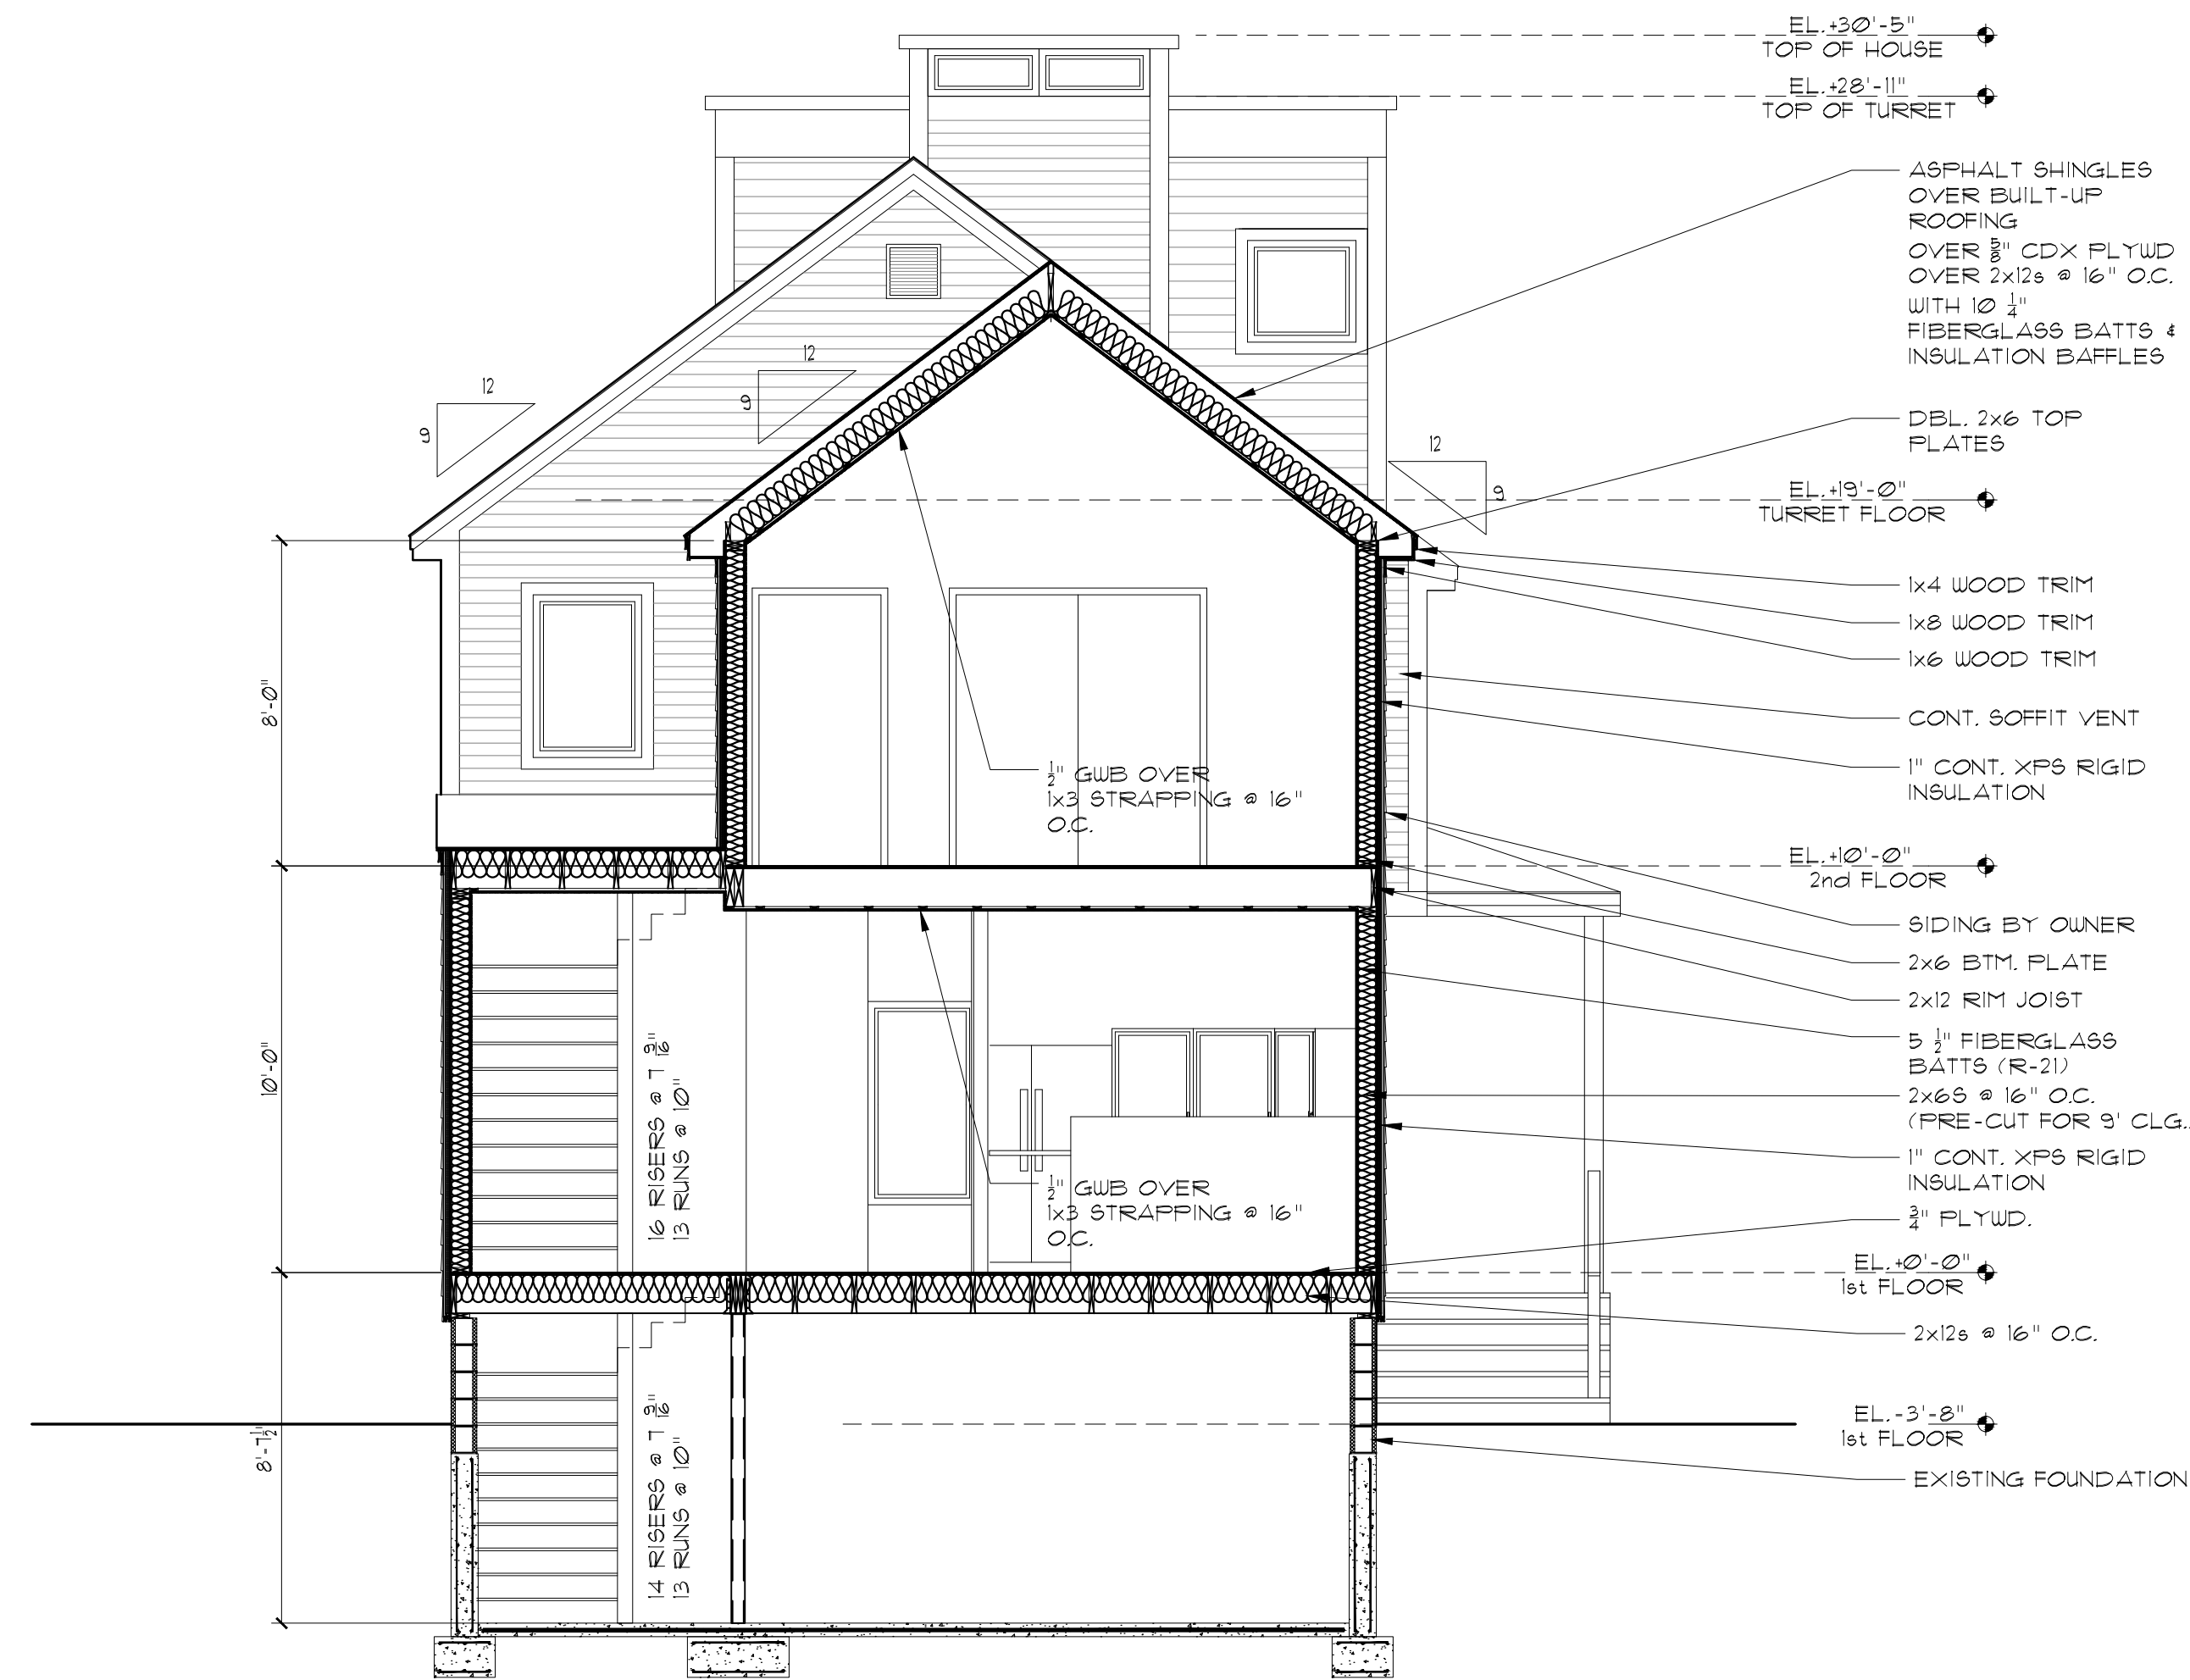 EL.+30'-5"
TOP OF HOUSE
EL.+28'-11"
TOP OF TURRET
ASPHALT SHINGLES
OVER BUILT-UP
ROOFING
OVER 5/8" CDX PLYWD
OVER 2x12s @ 16" O.C.
WITH 10 1/4"
FIBERGLASS BATTS &
INSULATION BAFFLES
12
9
12
9
12
9
DBL. 2x6 TOP
PLATES
EL.+19'-0"
TURRET FLOOR
1x4 WOOD TRIM
1x8 WOOD TRIM
1x6 WOOD TRIM
CONT. SOFFIT VENT
1" CONT. XPS RIGID
INSULATION
8'-0"
1/2" GWB OVER
1x3 STRAPPING @ 16"
O.C.
EL.+10'-0"
2nd FLOOR
SIDING BY OWNER
2x6 BTM. PLATE
2x12 RIM JOIST
5 1/2" FIBERGLASS
BATTS (R-21)
2x6S @ 16" O.C.
(PRE-CUT FOR 9' CLG.
1" CONT. XPS RIGID
INSULATION
3/4" PLYWD.
10'-0"
16 RISERS @ 7 9/16"
13 RUNS @ 10"
1/2" GWB OVER
1x3 STRAPPING @ 16"
O.C.
EL.+0'-0"
1st FLOOR
2x12s @ 16" O.C.
EL.-3'-8"
1st FLOOR
EXISTING FOUNDATION
8'-7 1/2"
14 RISERS @ 7 9/16"
13 RUNS @ 10"